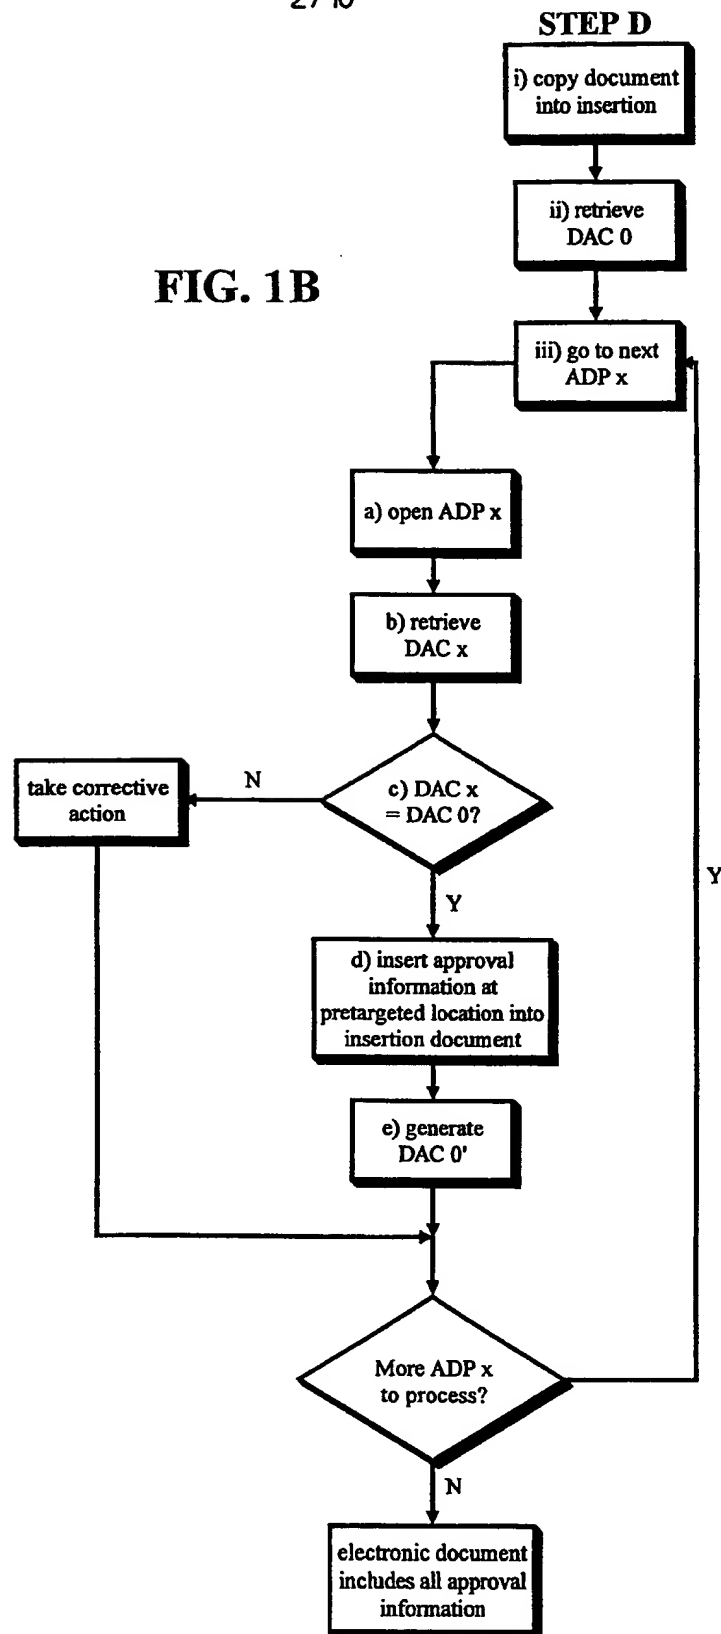 STEP D
i) copy document
into insertion
ii) retrieve
DAC 0
FIG. 1B
iii) go to next
ADP x
a) open ADP x
b) retrieve
DAC x
c) DAC x
= DAC 0?
N
take corrective
action
Y
Y
d) insert approval
information at
pretargeted location into
insertion document
e) generate
DAC 0'
More ADP x
to process?
N
electronic document
includes all approval
information